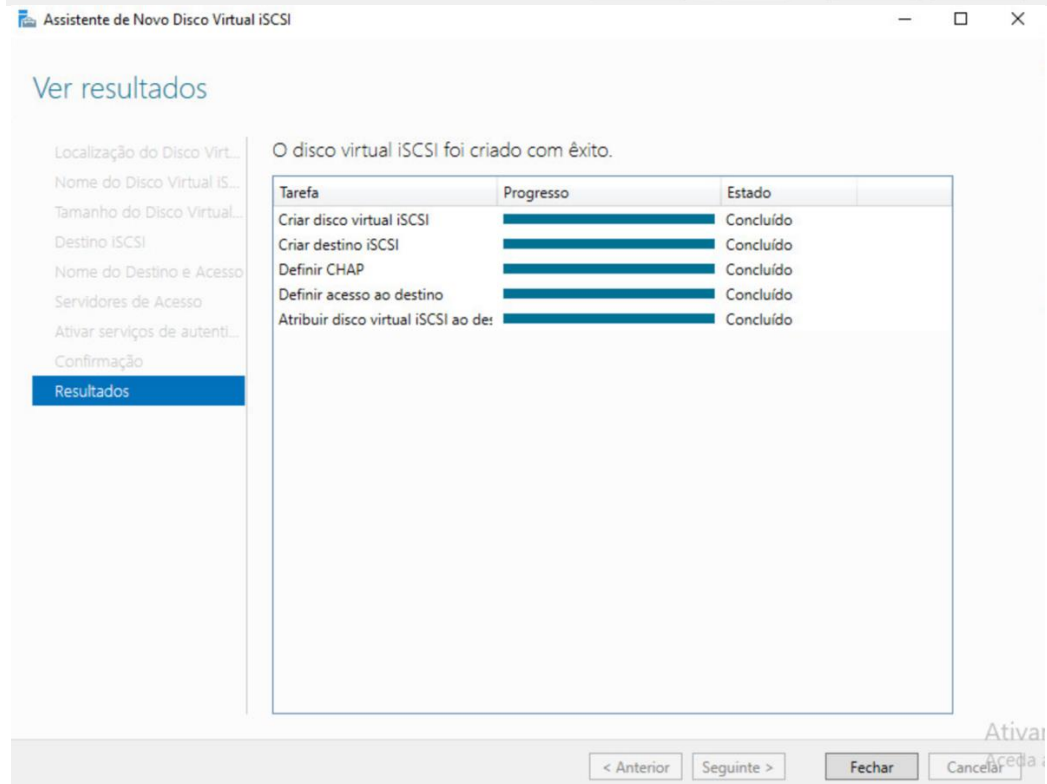 Assistente de Novo Disco Virtual iSCSI
Ver resultados
Localização do Disco Virt...
Nome do Disco Virtual iS...
Tamanho do Disco Virtual...
Destino iSCSI
Nome do Destino e Acesso
Servidores de Acesso
Ativar serviços de autenti...
Confirmação
Resultados
O disco virtual iSCSI foi criado com êxito.
Tarefa Progresso Estado
Criar disco virtual iSCSI Concluído
Criar destino iSCSI Concluído
Definir CHAP Concluído
Definir acesso ao destino Concluído
Atribuir disco virtual iSCSI ao des Concluído
Ativar
Aceda a
< Anterior Seguinte > Fechar Cancelar